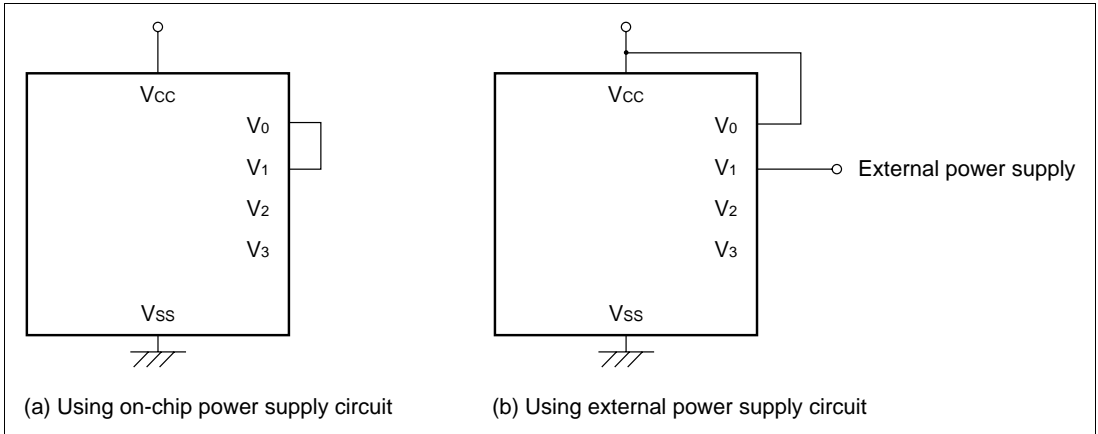 VCC
V0
V1
V2
V3
VSS
(a) Using on-chip power supply circuit
VCC
V0
V1
External power supply
V2
V3
VSS
(b) Using external power supply circuit